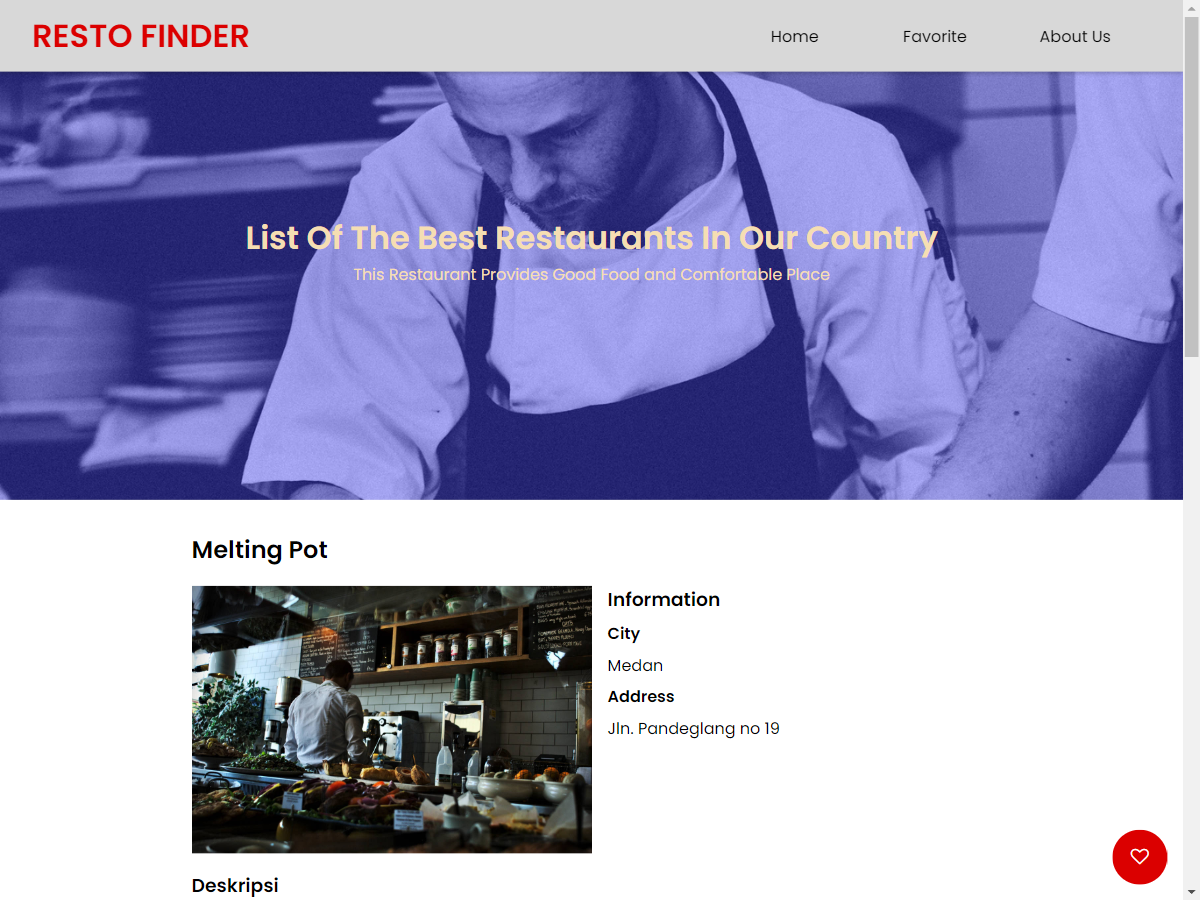 RESTO FINDER
Home
Favorite
About Us
List Of The Best Restaurants In Our Country
This Restaurant Provides Good Food and Comfortable Place
Melting Pot
Information
City
Medan
Address
Jln. Pandeglang no 19
Deskripsi